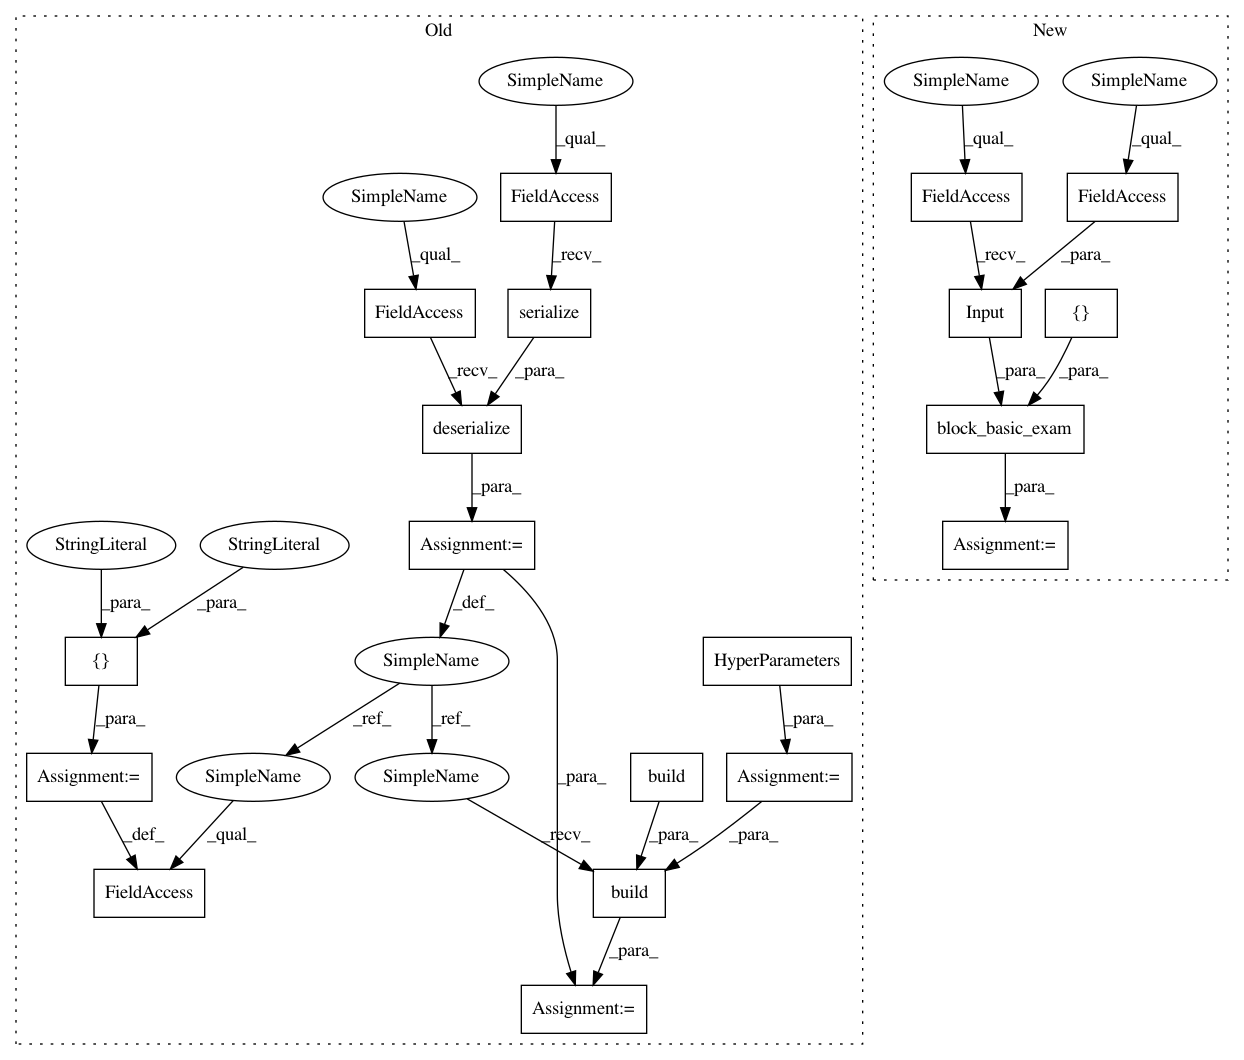 Old
New
SimpleName
SimpleName
SimpleName
_qual_
_qual_
_qual_
SimpleName
FieldAccess
FieldAccess
FieldAccess
_qual_
_recv_
_recv_
_para_
FieldAccess
serialize
Input
{}
_recv_
_para_
_para_
_para_
deserialize
block_basic_exam
_para_
_para_
StringLiteral
StringLiteral
Assignment:=
Assignment:=
_para_
_para_
_def_
{}
SimpleName
HyperParameters
_para_
_ref_
_ref_
_para_
Assignment:=
SimpleName
SimpleName
_para_
build
Assignment:=
_def_
_qual_
_recv_
_para_
_para_
FieldAccess
build
_para_
Assignment:=